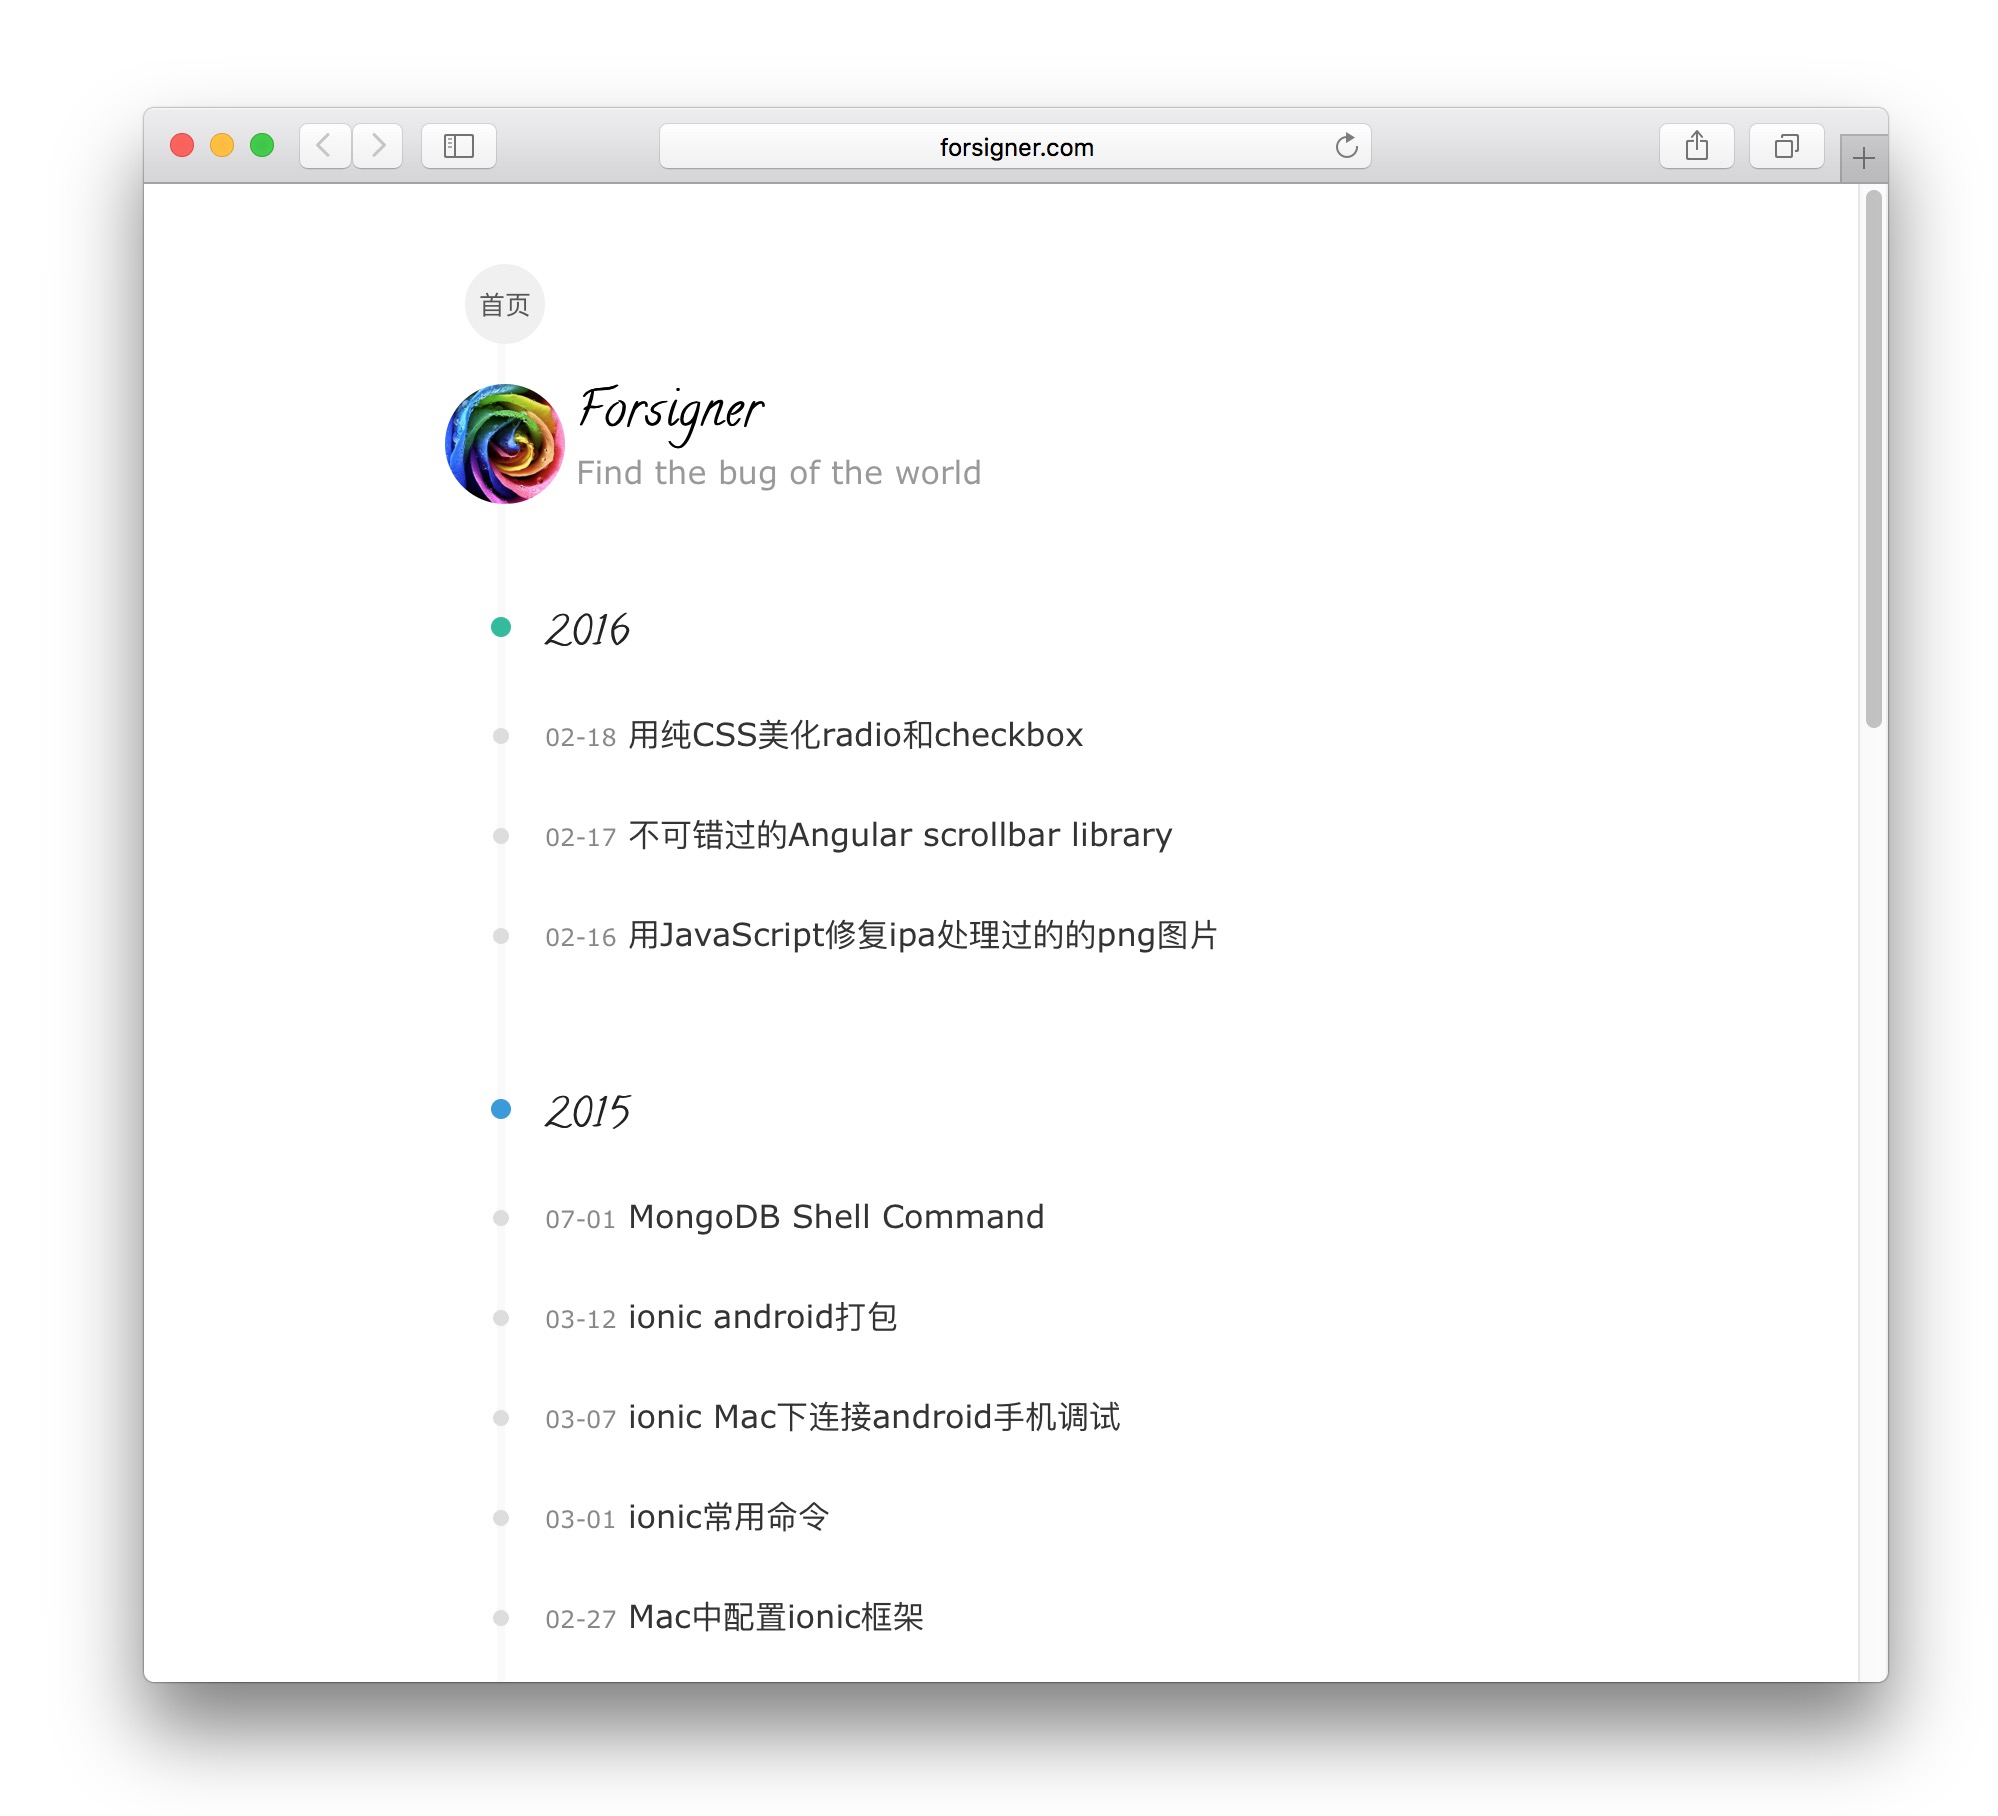 forsigner.com
首页
Forsigner
Find the bug of the world
2016
02-18 用纯CSS美化radio和checkbox
02-17 不可错过的Angular scrollbar library
02-16 用JavaScript修复ipa处理过的的png图片
2015
07-01 MongoDB Shell Command
03-12 ionic android打包
03-07 ionic Mac下连接android手机调试
03-01 ionic常用命令
02-27 Mac中配置ionic框架